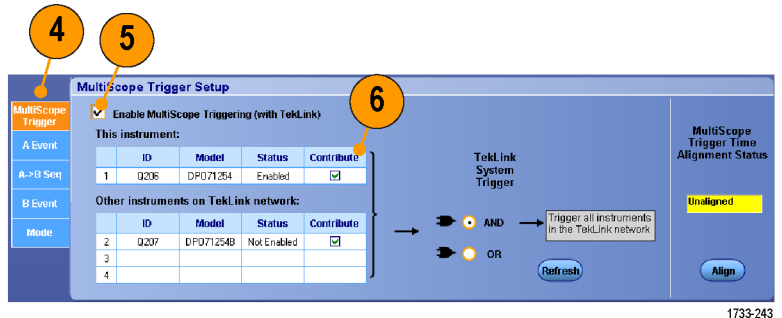 4
5
6
MultiScope Trigger Setup
MultiScope
Trigger
A Event
A->B Seq
B Event
Mode
Enable MultiScope Triggering (with TekLink)
This instrument:
ID Model Status Contribute
1 Q206 DPO71254 Enabled
Other instruments on TekLink network:
ID Model Status Contribute
2 Q207 DPO71254B Not Enabled
3
4
TekLink
System
Trigger
AND
OR
Trigger all instruments
in the TekLink network
Refresh
MultiScope
Trigger Time
Alignment Status
Unaligned
Align
1733-243